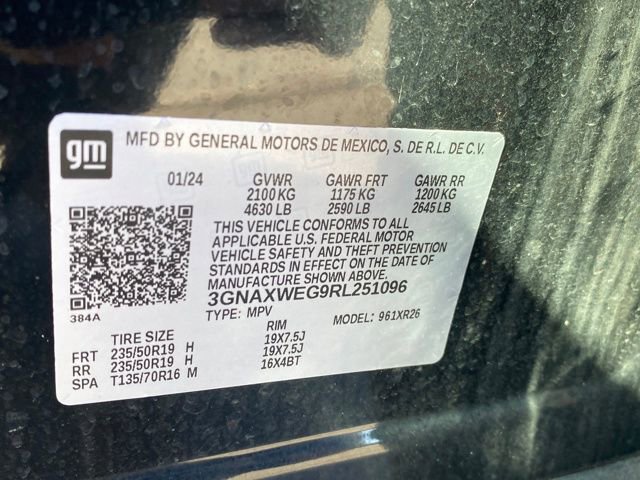 gm
MFD BY GENERAL MOTORS DE MEXICO, S. DE R.L. DE C.V.
01/24 GVWR GAWR FRT GAWR RR
2100 KG 1175 KG 1200 KG
4630 LB 2590 LB 2645 LB
THIS VEHICLE CONFORMS TO ALL
APPLICABLE U.S. FEDERAL MOTOR
VEHICLE SAFETY AND THEFT PREVENTION
STANDARDS IN EFFECT ON THE DATE OF
MANUFACTURE SHOWN ABOVE.
3GNAXWEG9RL251096
384A
TYPE: MPV MODEL: 961XR26
TIRE SIZE RIM
FRT 235/50R19 H 19X7.5J
RR 235/50R19 H 19X7.5J
SPA T135/70R16 M 16X4BT